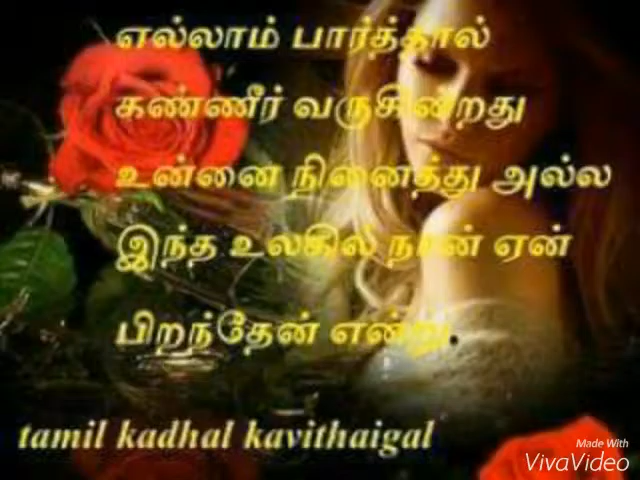 எல்லாம் பார்த்தால்
கண்ணீர் வருகின்றது
உன்னை நினைத்து அல்ல
இந்த உலகில் நான் ஏன்
பிறந்தேன் என்று.
tamil kadhal kavithaigal
Made With
VivaVideo